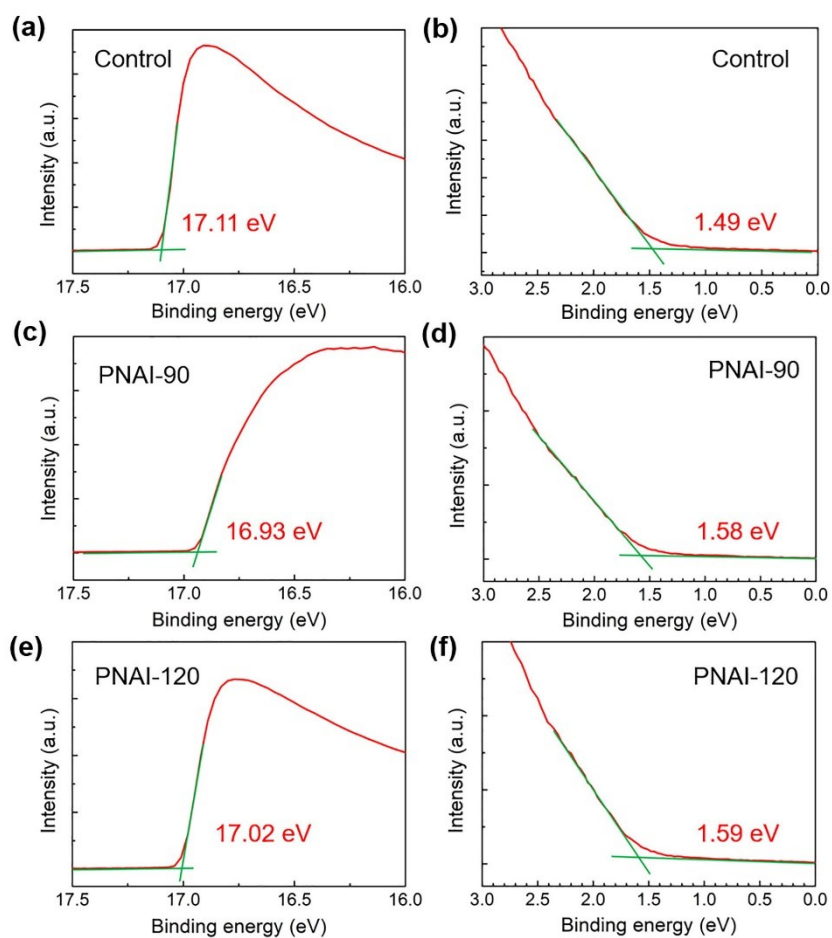 (a)
Control
17.11 eV
Intensity (a.u.)
17.5 17.0 16.5 16.0
Binding energy (eV)
(b)
Control
1.49 eV
Intensity (a.u.)
3.0 2.5 2.0 1.5 1.0 0.5 0.0
Binding energy (eV)
(c)
PNAI-90
16.93 eV
Intensity (a.u.)
17.5 17.0 16.5 16.0
Binding energy (eV)
(d)
PNAI-90
1.58 eV
Intensity (a.u.)
3.0 2.5 2.0 1.5 1.0 0.5 0.0
Binding energy (eV)
(e)
PNAI-120
17.02 eV
Intensity (a.u.)
17.5 17.0 16.5 16.0
Binding energy (eV)
(f)
PNAI-120
1.59 eV
Intensity (a.u.)
3.0 2.5 2.0 1.5 1.0 0.5 0.0
Binding energy (eV)